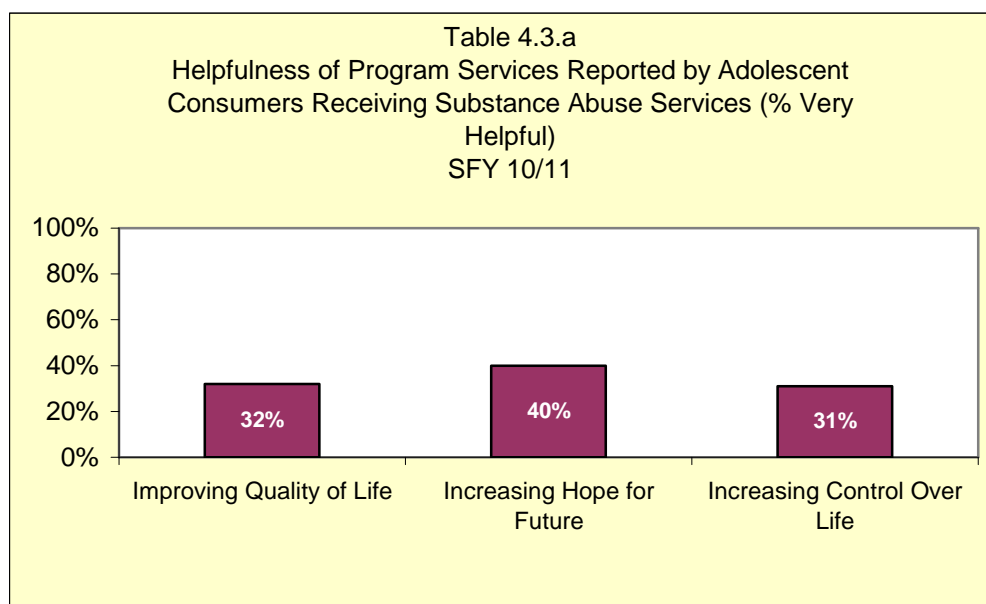 Table 4.3.a
Helpfulness of Program Services Reported by Adolescent
Consumers Receiving Substance Abuse Services (% Very
Helpful)
SFY 10/11
100%
80%
60%
40%
20%
0%
32%
40%
31%
Improving Quality of Life
Increasing Hope for
Future
Increasing Control Over
Life